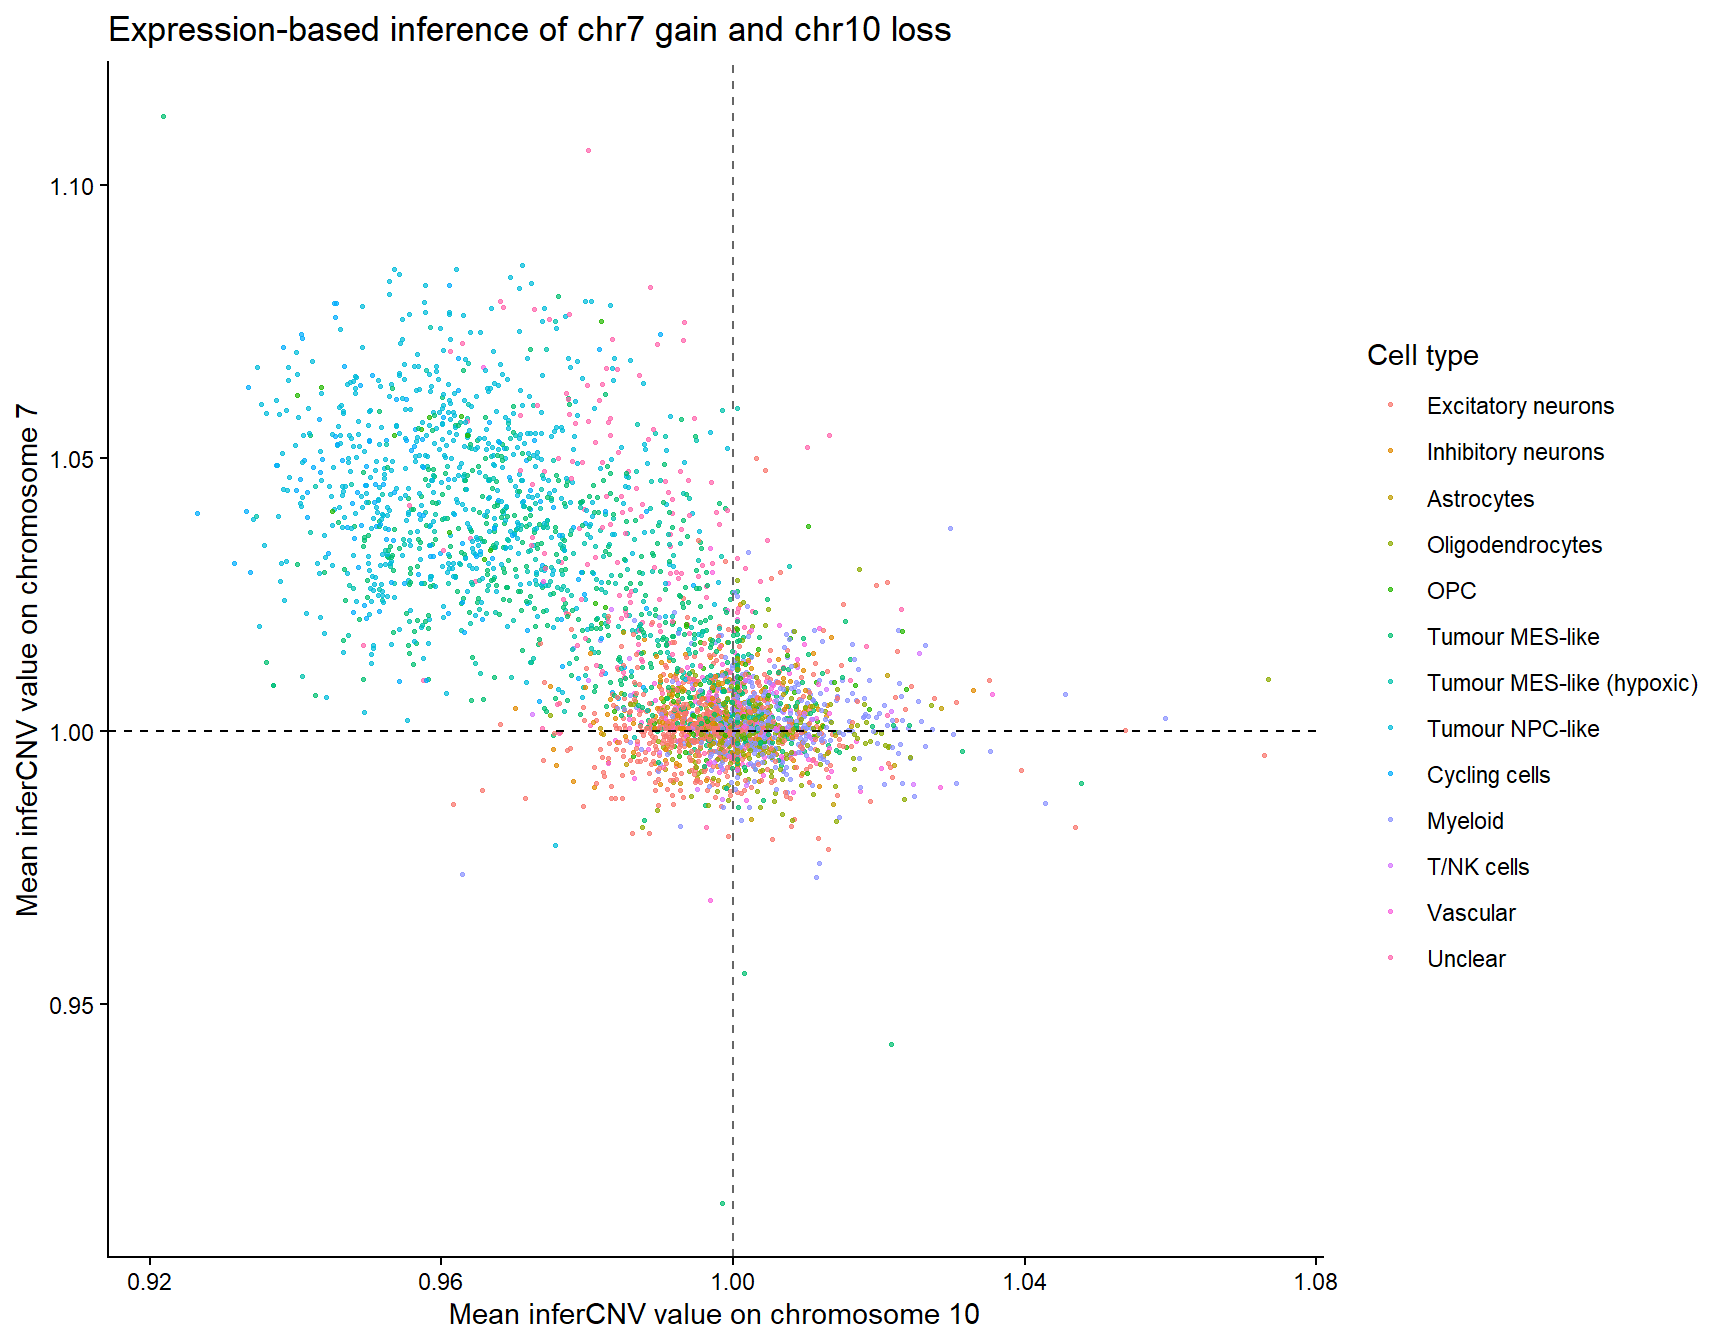 Expression-based inference of chr7 gain and chr10 loss
Mean inferCNV value on chromosome 7
1.10
1.05
1.00
0.95
0.92
0.96
1.00
1.04
1.08
Mean inferCNV value on chromosome 10
Cell type
Excitatory neurons
Inhibitory neurons
Astrocytes
Oligodendrocytes
OPC
Tumour MES-like
Tumour MES-like (hypoxic)
Tumour NPC-like
Cycling cells
Myeloid
T/NK cells
Vascular
Unclear